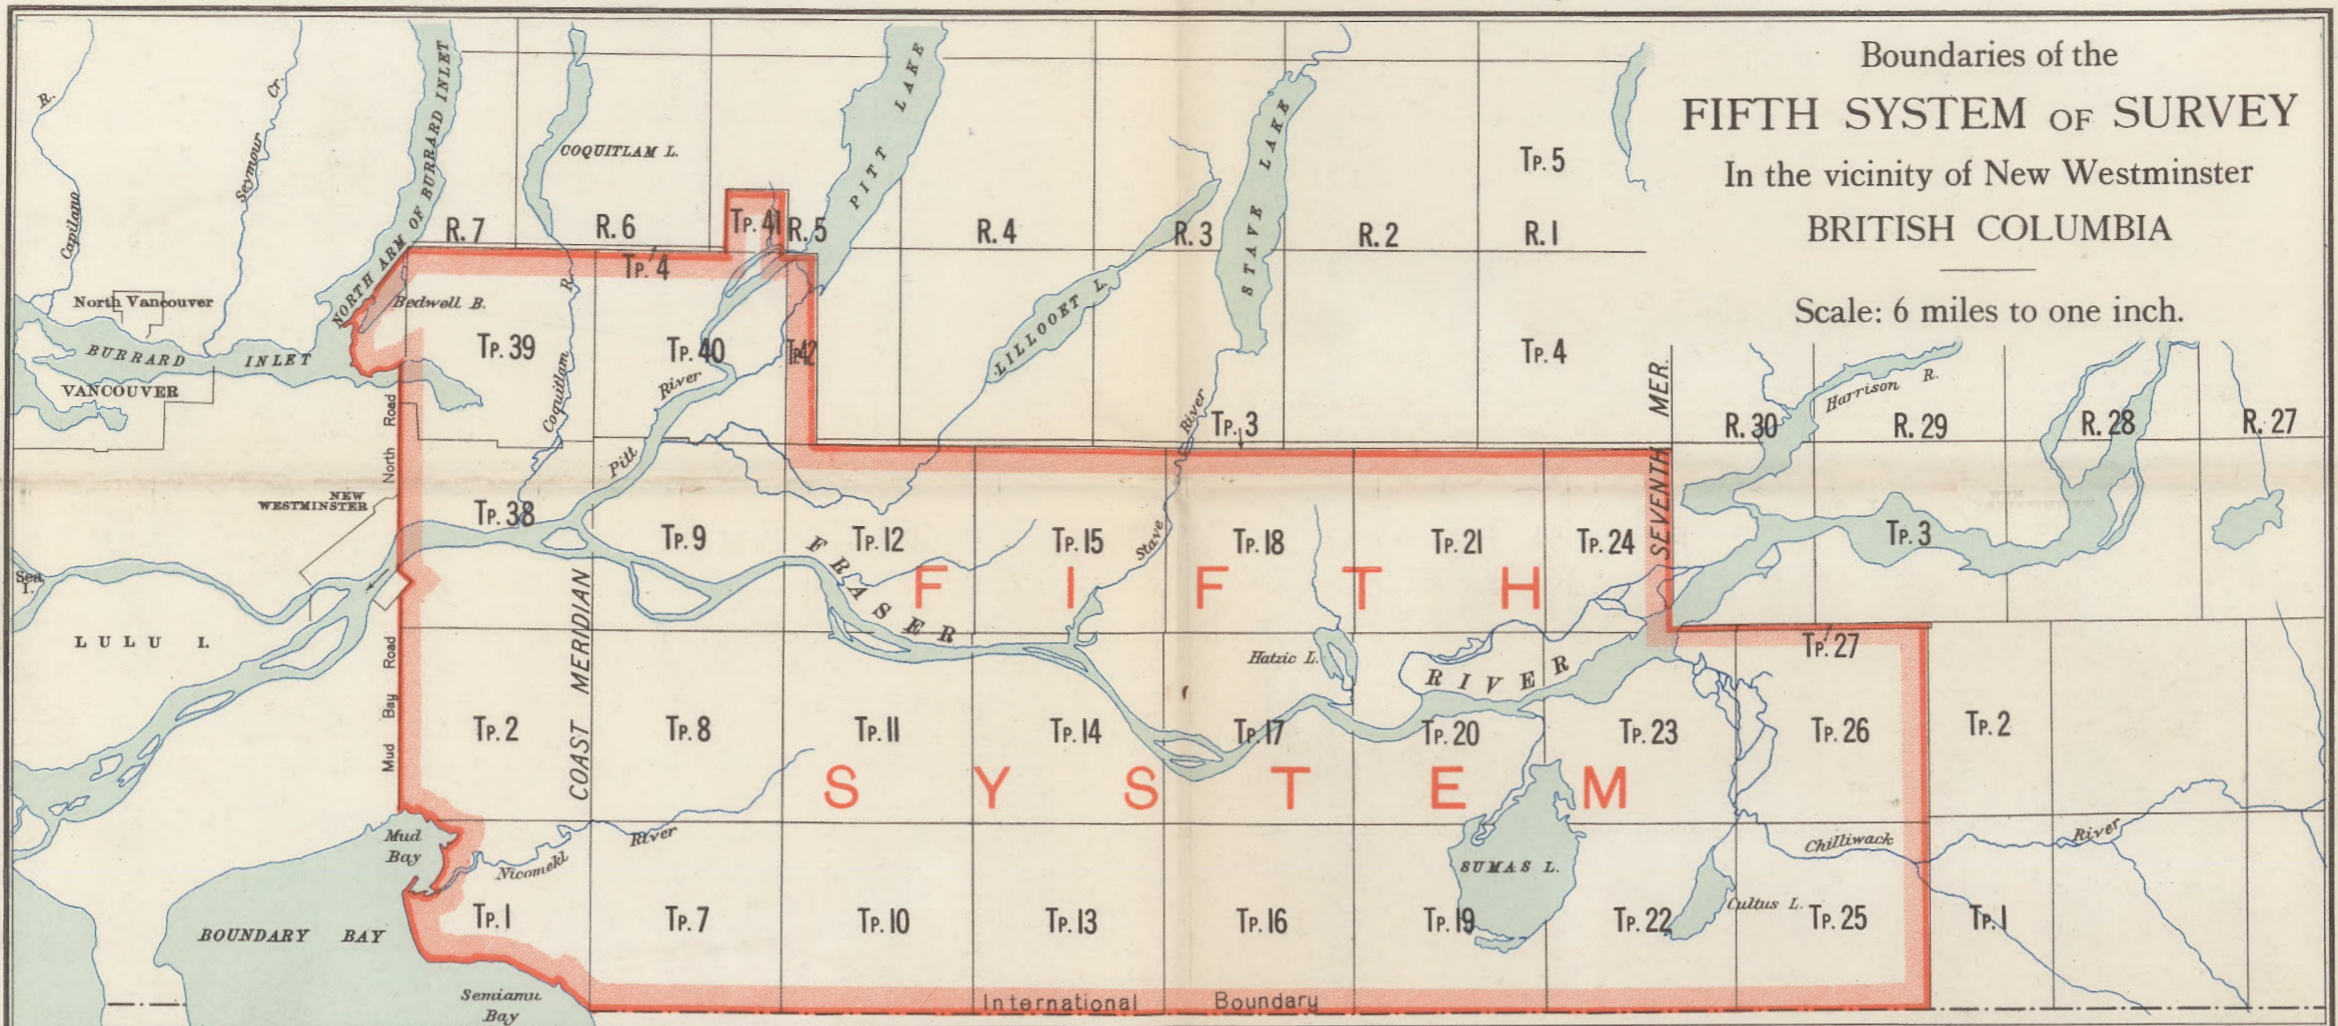 Boundaries of the
FIFTH SYSTEM OF SURVEY
In the vicinity of New Westminster
BRITISH COLUMBIA
Scale: 6 miles to one inch.
R.
Capilano
Seymour
Cr.
NORTH ARM OF BURRARD INLET
COQUITLAM L.
PITT LAKE
STAVE LAKE
LILLOOET L.
Tp. 5
R. 7
R. 6
Tp. 41
R. 5
R. 4
R. 3
R. 2
R. 1
Tp. 4
North Vancouver
Bedwell B.
BURRARD INLET
VANCOUVER
Tp. 39
Coquitlam R.
Tp. 40
Tp. 42
Tp. 4
Pitt River
Stave River
Tp. 3
SEVENTH MER.
Harrison R.
R. 30
R. 29
R. 28
R. 27
North Road
NEW
WESTMINSTER
Tp. 38
Tp. 9
Tp. 12
Tp. 15
Tp. 18
Tp. 21
Tp. 24
Tp. 3
Sea
I.
FIFTH
FRASER RIVER
LULU I.
Mud Bay Road
COAST MERIDIAN
Hatzic L.
Tp. 27
Tp. 2
Tp. 8
Tp. 11
Tp. 14
Tp. 17
Tp. 20
Tp. 23
Tp. 26
Tp. 2
SYSTEM
Mud
Bay
Nicomekl River
SUMAS L.
Chilliwack River
Cultus L.
BOUNDARY BAY
Tp. 1
Tp. 7
Tp. 10
Tp. 13
Tp. 16
Tp. 19
Tp. 22
Tp. 25
Tp. 1
Semiamu
Bay
International Boundary